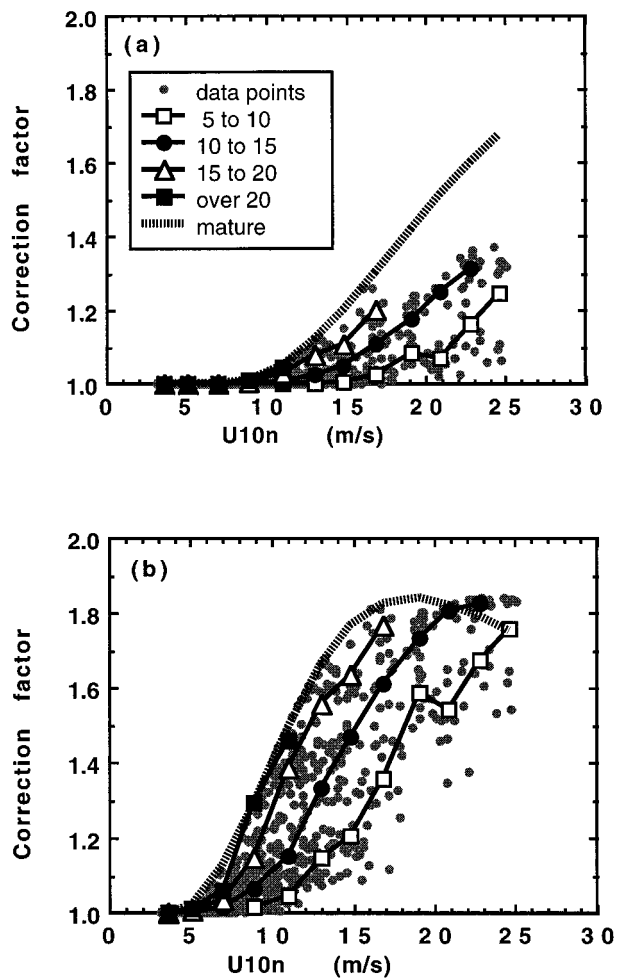 2.0
(a)
data points
5 to 10
10 to 15
15 to 20
over 20
mature
1.8
1.6
1.4
1.2
1.0
Correction factor
0 5 10 15 20 25 30
U10n (m/s)
2.0
(b)
1.8
1.6
1.4
1.2
1.0
Correction factor
0 5 10 15 20 25 30
U10n (m/s)